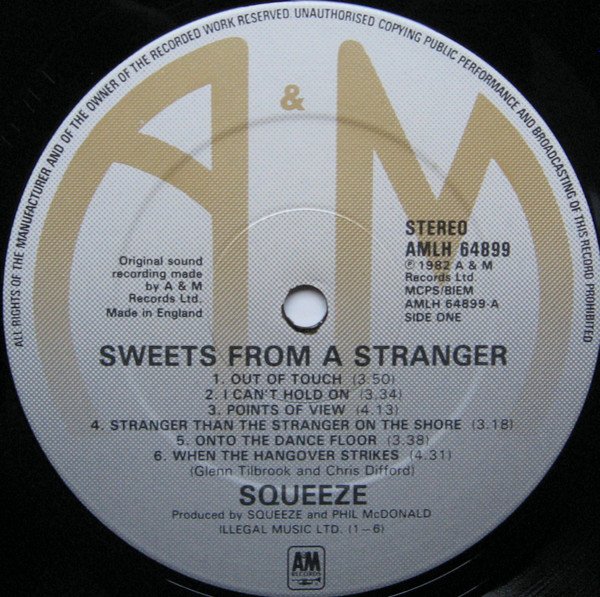 ALL RIGHTS OF THE MANUFACTURER AND OF THE OWNER OF THE RECORDED WORK RESERVED. UNAUTHORISED COPYING PUBLIC PERFORMANCE AND BROADCASTING OF THIS RECORD PROHIBITED
A & M
STEREO
AMLH 64899
℗ 1982 A & M
Records Ltd.
MCPS/BIEM
AMLH 64899-A
SIDE ONE
Original sound
recording made
by A & M
Records Ltd.
Made in England
SWEETS FROM A STRANGER
1. OUT OF TOUCH (3.50)
2. I CAN'T HOLD ON (3.34)
3. POINTS OF VIEW (4.13)
4. STRANGER THAN THE STRANGER ON THE SHORE (3.18)
5. ONTO THE DANCE FLOOR (3.38)
6. WHEN THE HANGOVER STRIKES (4.31)
(Glenn Tilbrook and Chris Difford)
SQUEEZE
Produced by SQUEEZE and PHIL McDONALD
ILLEGAL MUSIC LTD. (1–6)
AM
RECORDS